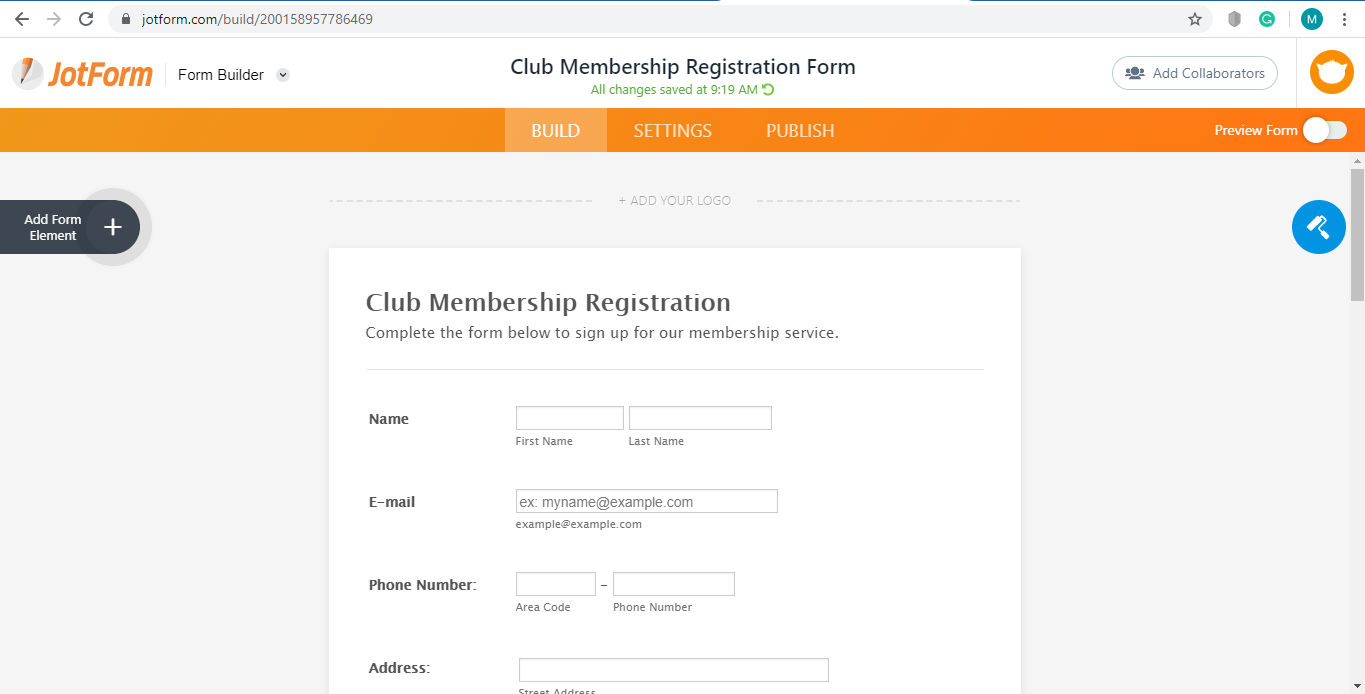 jotform.com/build/200158957786469
M
JotForm
Form Builder
Club Membership Registration Form
All changes saved at 9:19 AM
Add Collaborators
BUILD
SETTINGS
PUBLISH
Preview Form
Add Form
Element
+ ADD YOUR LOGO
Club Membership Registration
Complete the form below to sign up for our membership service.
Name
First Name
Last Name
E-mail
ex: myname@example.com
example@example.com
Phone Number:
-
Area Code
Phone Number
Address:
Street Address